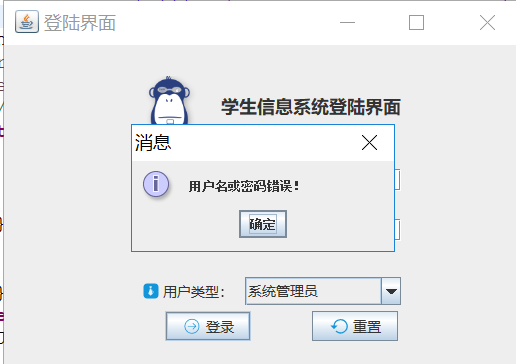 登陆界面
学生信息系统登陆界面
消息
用户名或密码错误！
确定
用户类型：
系统管理员
登录
重置